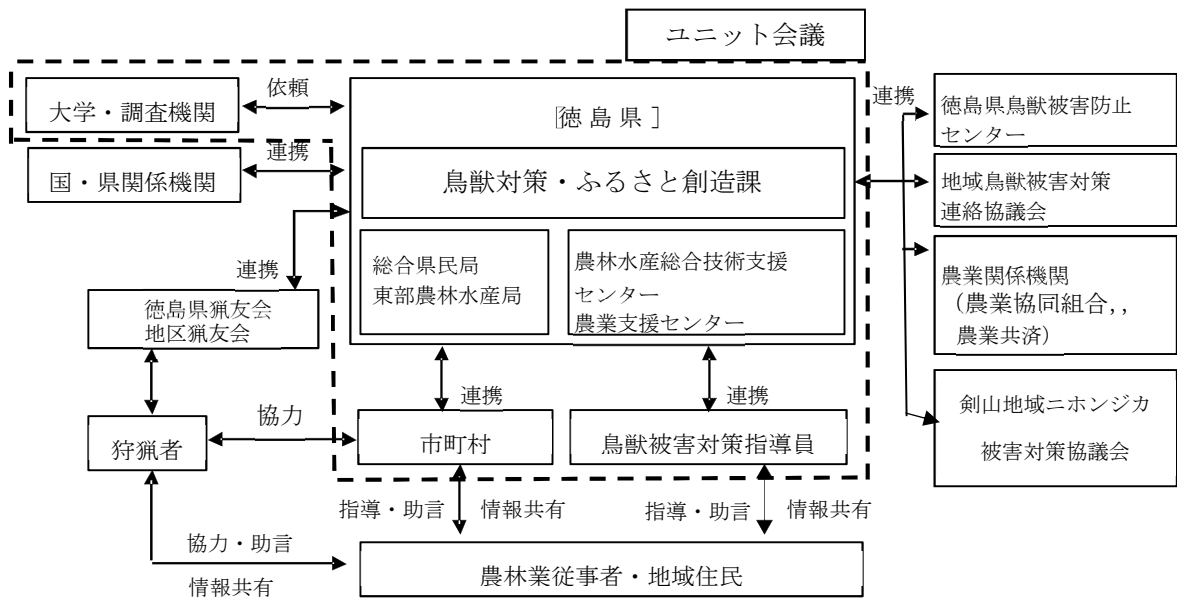 ユニット会議
大学・調査機関
依頼
国・県関係機関
連携
[徳島県]
鳥獣対策・ふるさと創造課
総合県民局
東部農林水産局
農林水産総合技術支援
センター
農業支援センター
連携
徳島県鳥獣被害防止
センター
地域鳥獣被害対策
連絡協議会
農業関係機関
(農業協同組合,,
農業共済)
剣山地域ニホンジカ
被害対策協議会
連携
徳島県猟友会
地区猟友会
狩猟者
協力
連携
市町村
連携
鳥獣被害対策指導員
指導・助言
情報共有
指導・助言
情報共有
協力・助言
情報共有
農林業従事者・地域住民